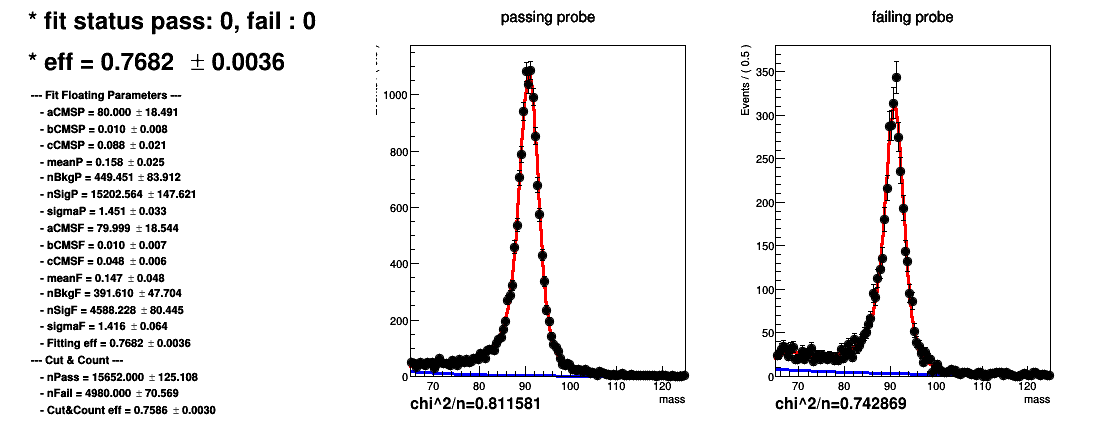 * fit status pass: 0, fail : 0
* eff = 0.7682 ± 0.0036
--- Fit Floating Parameters ---
- aCMSP = 80.000 ± 18.491
- bCMSP = 0.010 ± 0.008
- cCMSP = 0.088 ± 0.021
- meanP = 0.158 ± 0.025
- nBkgP = 449.451 ± 83.912
- nSigP = 15202.564 ± 147.621
- sigmaP = 1.451 ± 0.033
- aCMSF = 79.999 ± 18.544
- bCMSF = 0.010 ± 0.007
- cCMSF = 0.048 ± 0.006
- meanF = 0.147 ± 0.048
- nBkgF = 391.610 ± 47.704
- nSigF = 4588.228 ± 80.445
- sigmaF = 1.416 ± 0.064
- Fitting eff = 0.7682 ± 0.0036
--- Cut & Count ---
- nPass = 15652.000 ± 125.108
- nFail = 4980.000 ± 70.569
- Cut&Count eff = 0.7586 ± 0.0030
passing probe
1000
800
600
400
200
0
70 80 90 100 110 120
mass
chi^2/n=0.811581
failing probe
Events / ( 0.5 )
350
300
250
200
150
100
50
0
70 80 90 100 110 120
mass
chi^2/n=0.742869